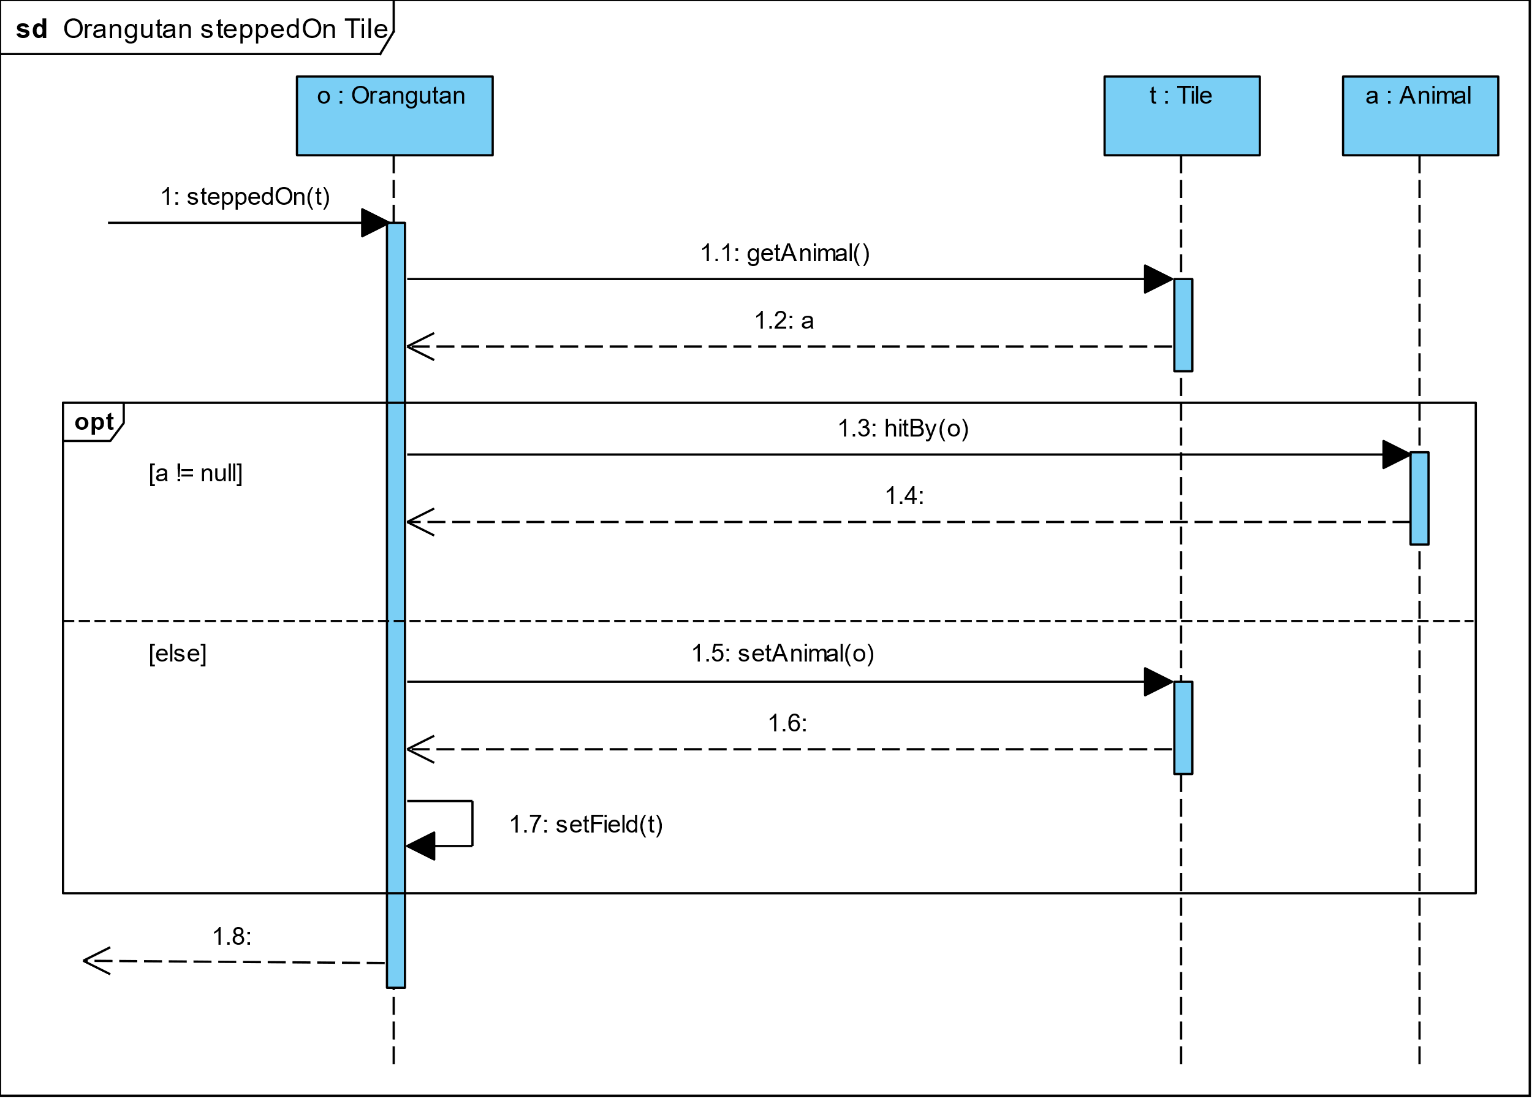 sd Orangutan steppedOn Tile
o : Orangutan
t : Tile
a : Animal
1: steppedOn(t)
1.1: getAnimal()
1.2: a
opt
1.3: hitBy(o)
[a != null]
1.4:
[else]
1.5: setAnimal(o)
1.6:
1.7: setField(t)
1.8: